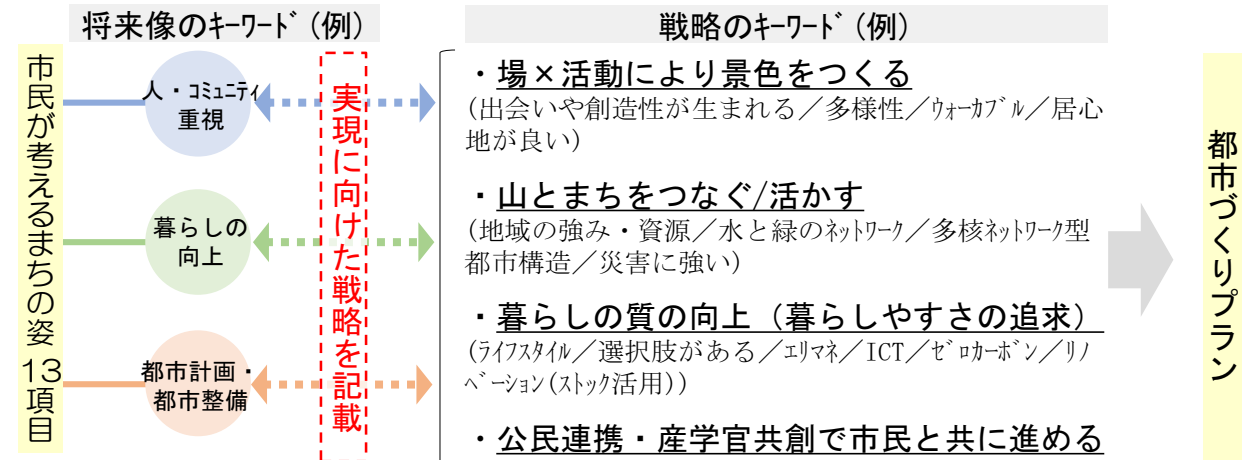 将来像のｷｰﾜｰﾄﾞ（例）
戦略のｷｰﾜｰﾄﾞ（例）
市民が考えるまちの姿 13項目
人・ｺﾐｭﾆﾃｨ
重視
暮らしの
向上
都市計画・
都市整備
実現に向けた戦略を記載
・場×活動により景色をつくる
（出会いや創造性が生まれる／多様性／ｳｫｰｶﾌﾞﾙ／居心
地が良い）
・山とまちをつなぐ/活かす
（地域の強み・資源／水と緑のﾈｯﾄﾜｰｸ／多核ﾈｯﾄﾜｰｸ型
都市構造／災害に強い）
・暮らしの質の向上（暮らしやすさの追求）
（ﾗｲﾌｽﾀｲﾙ／選択肢がある／ｴﾘﾏﾈ／ICT／ｾﾞﾛｶｰﾎﾞﾝ／ﾘﾉ
ﾍﾞｰｼｮﾝ(ｽﾄｯｸ活用)）
・公民連携・産学官共創で市民と共に進める
都市づくりプラン